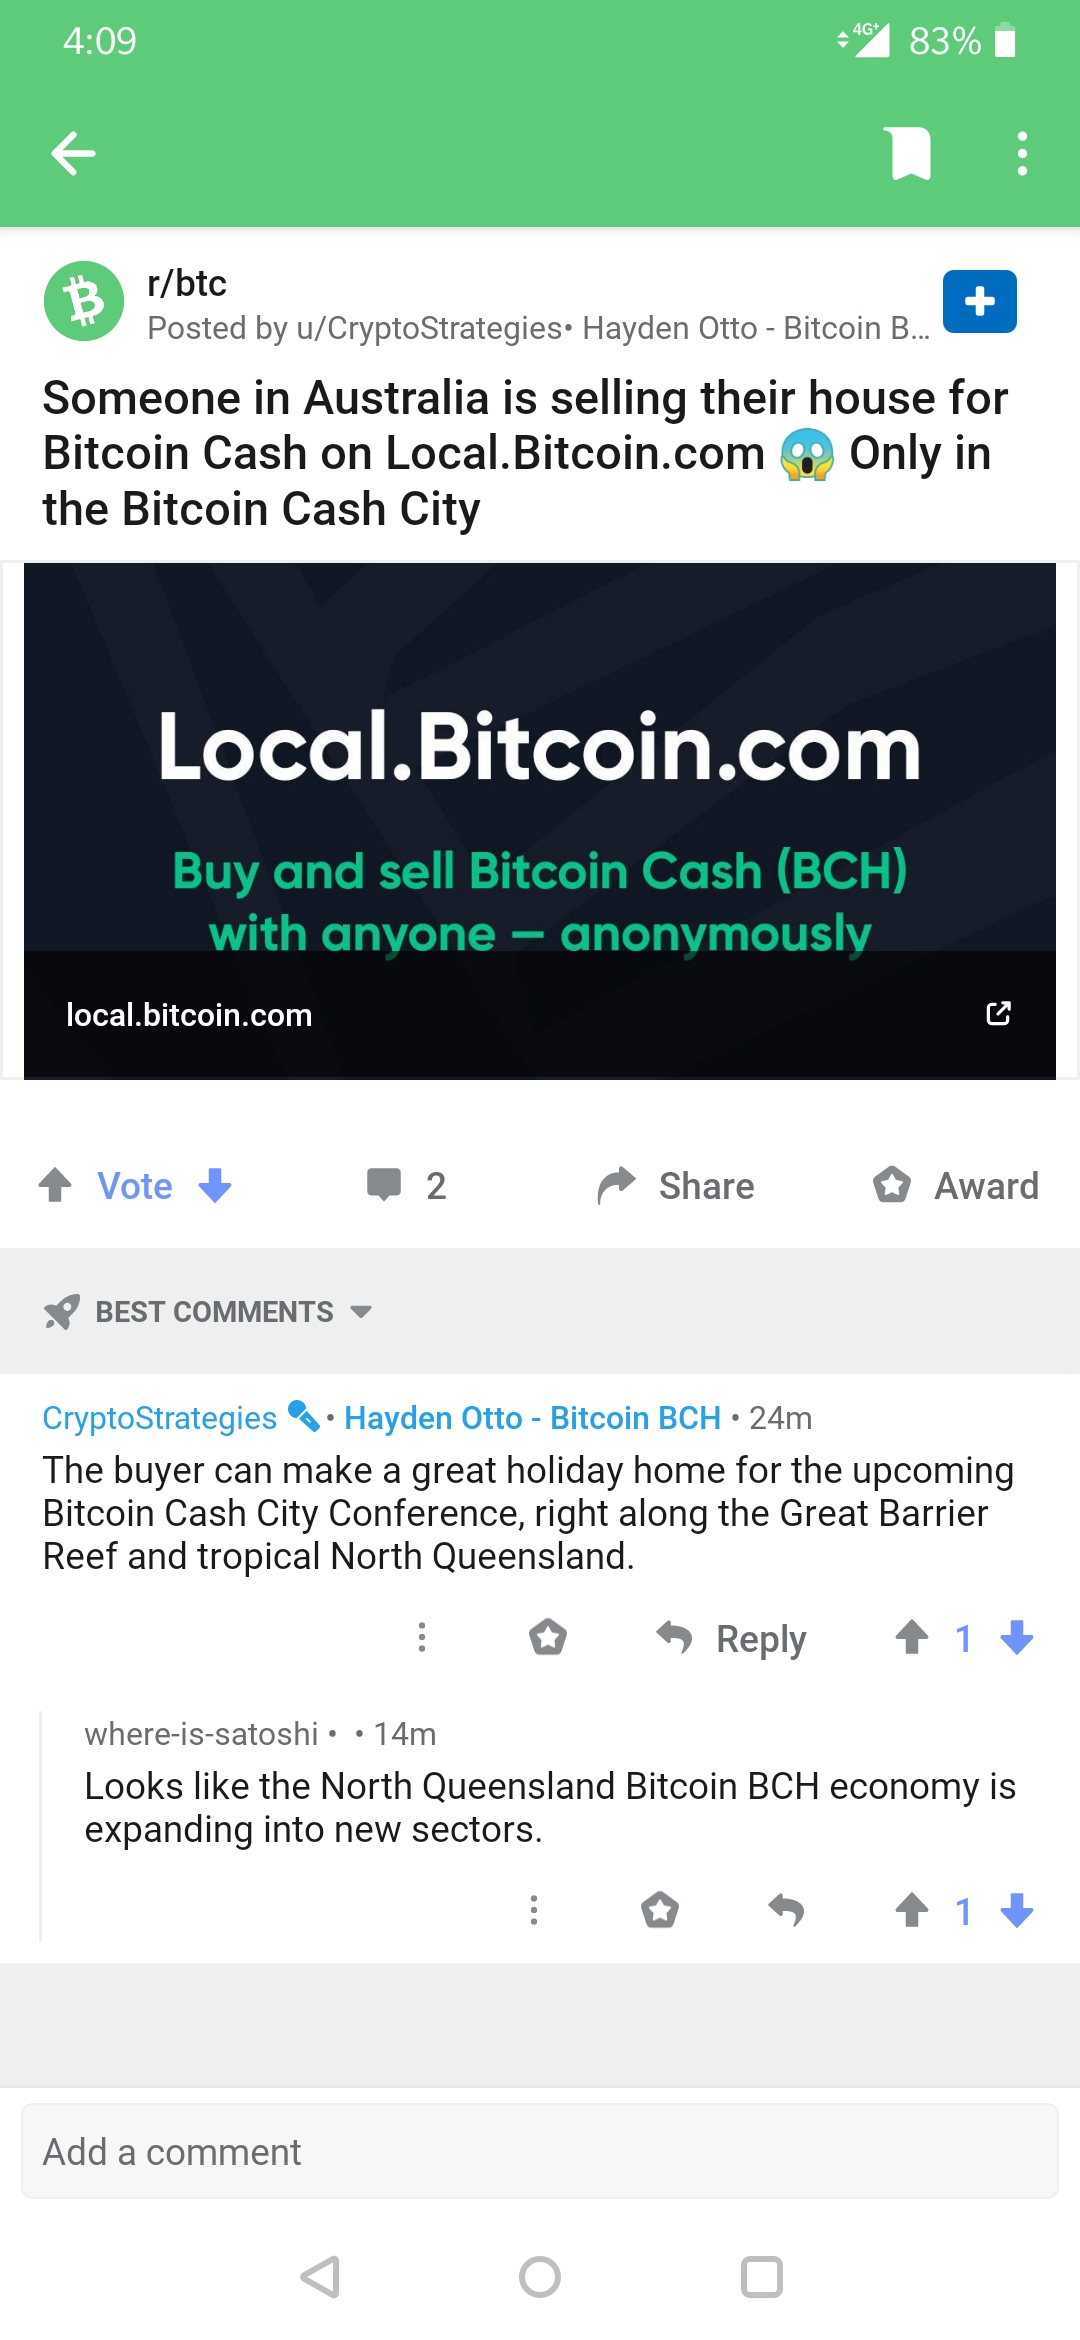 4:09
4G+ 83%
r/btc
Posted by u/CryptoStrategies• Hayden Otto - Bitcoin B...
Someone in Australia is selling their house for
Bitcoin Cash on Local.Bitcoin.com 😱 Only in
the Bitcoin Cash City
Local.Bitcoin.com
Buy and sell Bitcoin Cash (BCH)
with anyone — anonymously
local.bitcoin.com
Vote 2 Share Award
BEST COMMENTS
CryptoStrategies • Hayden Otto - Bitcoin BCH • 24m
The buyer can make a great holiday home for the upcoming
Bitcoin Cash City Conference, right along the Great Barrier
Reef and tropical North Queensland.
Reply 1
where-is-satoshi • • 14m
Looks like the North Queensland Bitcoin BCH economy is
expanding into new sectors.
1
Add a comment